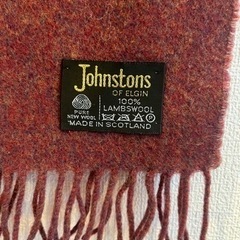 Johnstons
OF ELGIN
100%
LAMBSWOOL
PURE
NEW WOOL
MADE IN SCOTLAND